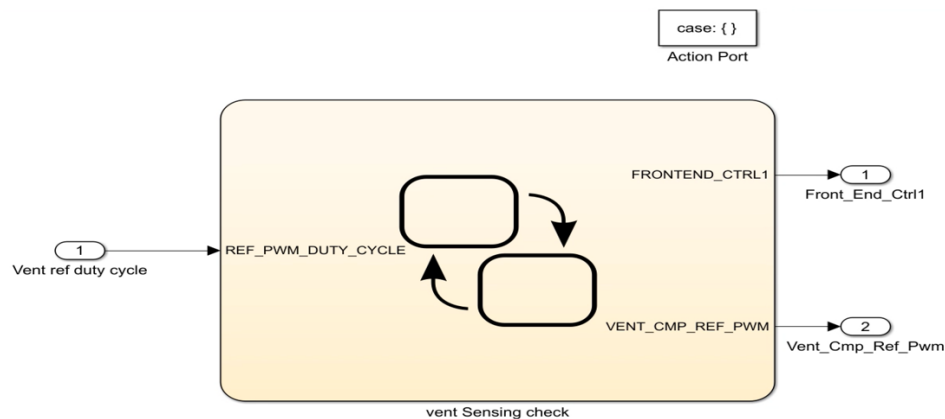 case: { }
Action Port
FRONTEND_CTRL1
1
Front_End_Ctrl1
1
REF_PWM_DUTY_CYCLE
Vent ref duty cycle
VENT_CMP_REF_PWM
2
Vent_Cmp_Ref_Pwm
vent Sensing check